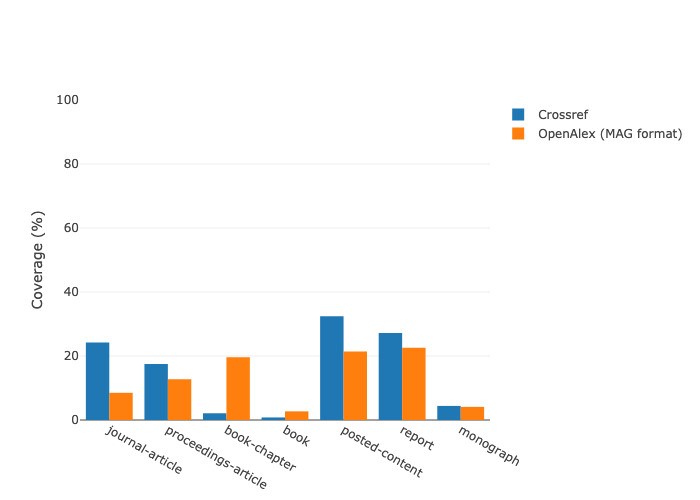 100
80
60
40
20
0
Coverage (%)
journal-article
proceedings-article
book-chapter
book
posted-content
report
monograph
Crossref
OpenAlex (MAG format)